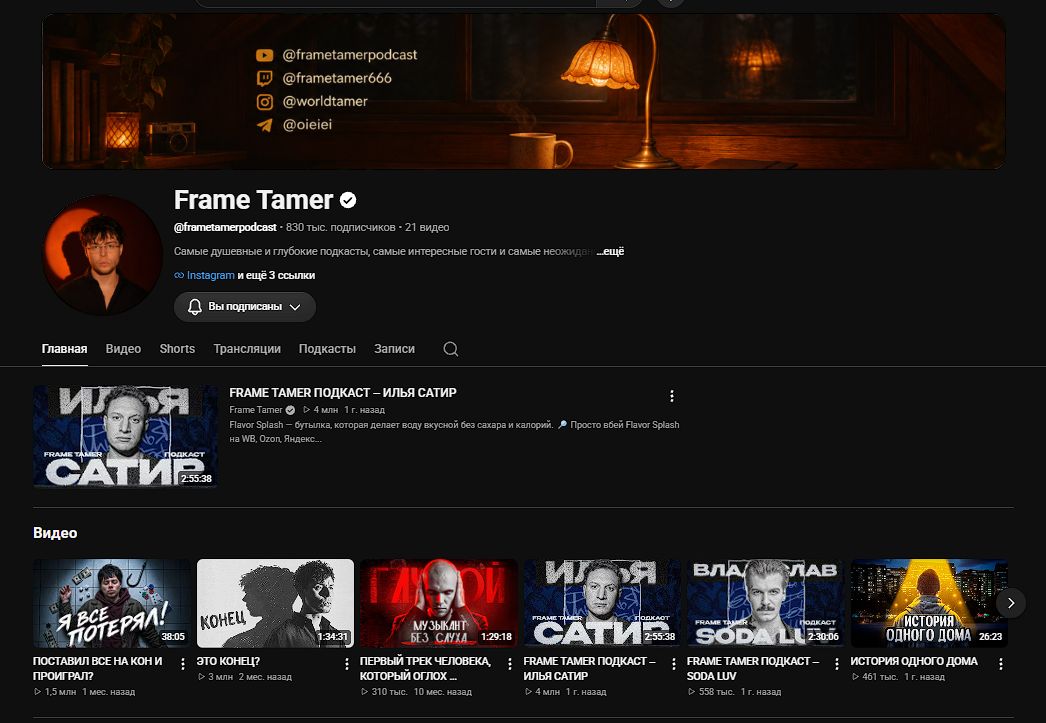 @frametamerpodcast
@frametamer666
@worldtamer
@oieiei
Frame Tamer
@frametamerpodcast • 830 тыс. подписчиков • 21 видео
Самые душевные и глубокие подкасты, самые интересные гости и самые неожидан ...ещё
Instagram и ещё 3 ссылки
Вы подписаны
Главная Видео Shorts Трансляции Подкасты Записи
ИЛЬЯ
FRAME TAMER ПОДКАСТ
САТИР
2:55:38
FRAME TAMER ПОДКАСТ – ИЛЬЯ САТИР
Frame Tamer 4 млн 1 г. назад
Flavor Splash — бутылка, которая делает воду вкусной без сахара и калорий. 🔎 Просто вбей Flavor Splash
на WB, Ozon, Яндекс...
Видео
Я ВСЕ
ПОТЕРЯЛ!
38:05
ПОСТАВИЛ ВСЕ НА КОН И
ПРОИГРАЛ?
1,5 млн 1 мес. назад
КОНЕЦ
1:34:31
ЭТО КОНЕЦ?
3 млн 2 мес. назад
ГЛУХОЙ
МУЗЫКАНТ
БЕЗ СЛУХА
1:29:18
ПЕРВЫЙ ТРЕК ЧЕЛОВЕКА,
КОТОРЫЙ ОГЛОХ ...
310 тыс. 10 мес. назад
ИЛЬЯ
FRAME TAMER ПОДКАСТ
САТИР
2:55:38
FRAME TAMER ПОДКАСТ –
ИЛЬЯ САТИР
4 млн 1 г. назад
ВЛАДИСЛАВ
FRAME TAMER ПОДКАСТ
SODA LUV
2:30:06
FRAME TAMER ПОДКАСТ –
SODA LUV
558 тыс. 1 г. назад
ИСТОРИЯ
ОДНОГО ДОМА
26:23
ИСТОРИЯ ОДНОГО ДОМА
461 тыс. 1 г. назад